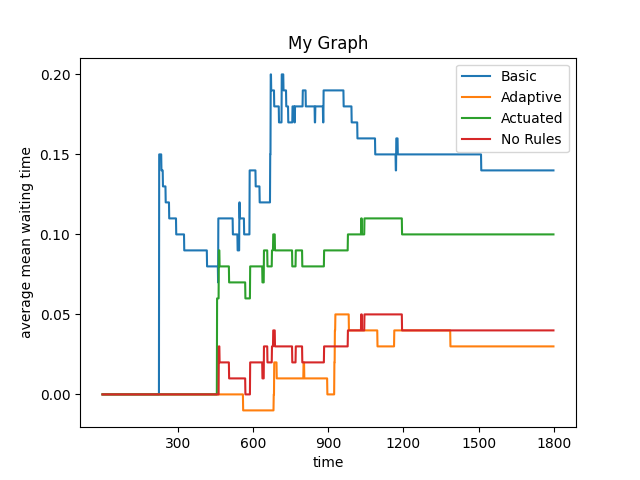 My Graph
Basic
Adaptive
Actuated
No Rules
average mean waiting time
0.20
0.15
0.10
0.05
0.00
300 600 900 1200 1500 1800
time